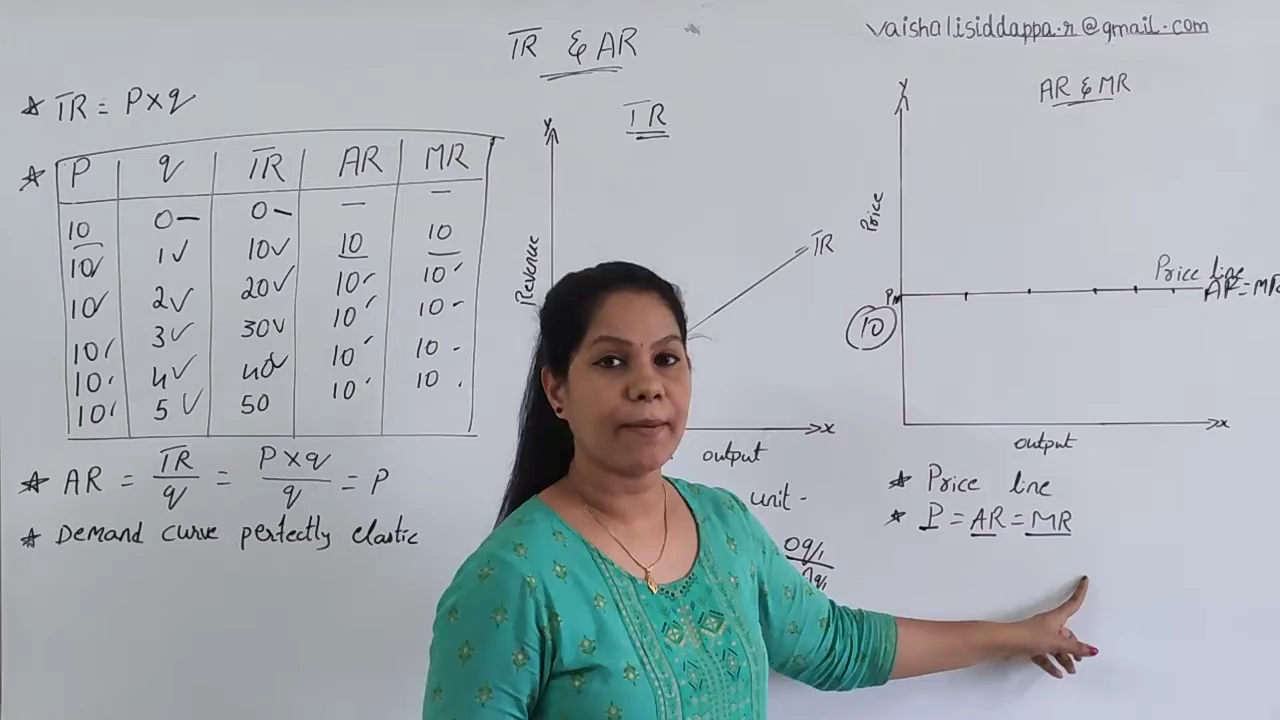 vaishalisiddappa.r@gmail.com
TR & AR
* TR = P x q
* P q TR AR MR
10 0 - 0 - - -
10 1 10 10 10
10 2 20 10 10
10 3 30 10 10
10 4 40 10 10
10 5 50 10 10
* AR = TR/q = P x q/q = P
* Demand curve perfectly elastic
TR
Y
Revenue
TR
x
output
unit -
AR & MR
Y
Price
Price line
AR = MR
10
x
output
* Price line
* P = AR = MR